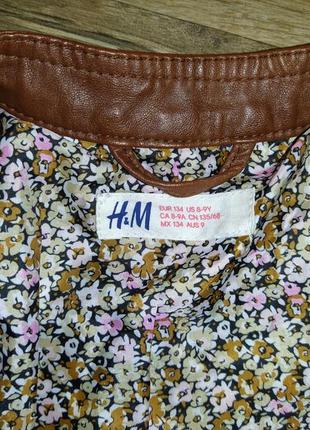 H&M
EUR 134 US 8-9Y
CA 8-9A CN 135/68
MX 134 AUS 9